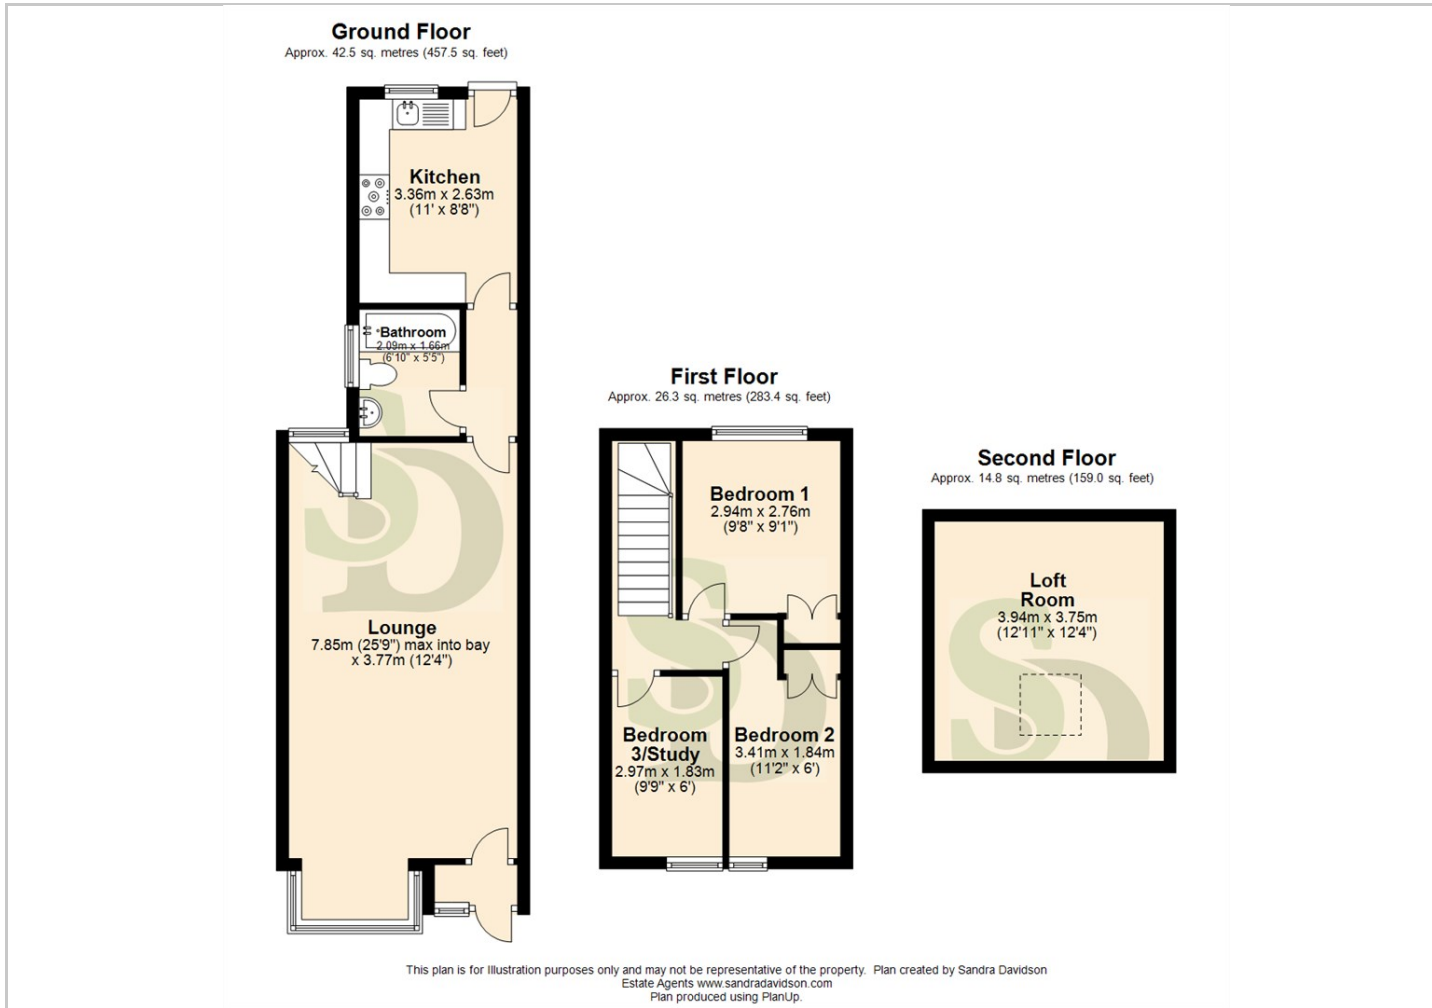 Ground Floor
Approx. 42.5 sq. metres (457.5 sq. feet)
Kitchen
3.36m x 2.63m
(11' x 8'8")
Bathroom
2.09m x 1.66m
(6'10" x 5'5")
Lounge
7.85m (25'9") max into bay
x 3.77m (12'4")
First Floor
Approx. 26.3 sq. metres (283.4 sq. feet)
Bedroom 1
2.94m x 2.76m
(9'8" x 9'1")
Bedroom
3/Study
2.97m x 1.83m
(9'9" x 6')
Bedroom 2
3.41m x 1.84m
(11'2" x 6')
Second Floor
Approx. 14.8 sq. metres (159.0 sq. feet)
Loft
Room
3.94m x 3.75m
(12'11" x 12'4")
SD
SD
SD
This plan is for Illustration purposes only and may not be representative of the property. Plan created by Sandra Davidson
Estate Agents www.sandradavidson.com
Plan produced using PlanUp.